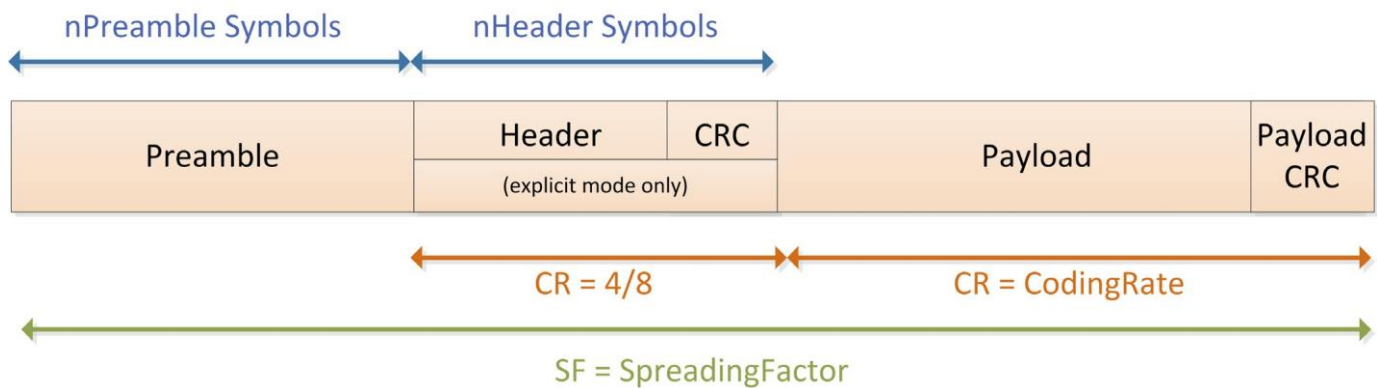 nPreamble Symbols
nHeader Symbols
Preamble
Header
CRC
(explicit mode only)
Payload
Payload
CRC
CR = 4/8
CR = CodingRate
SF = SpreadingFactor